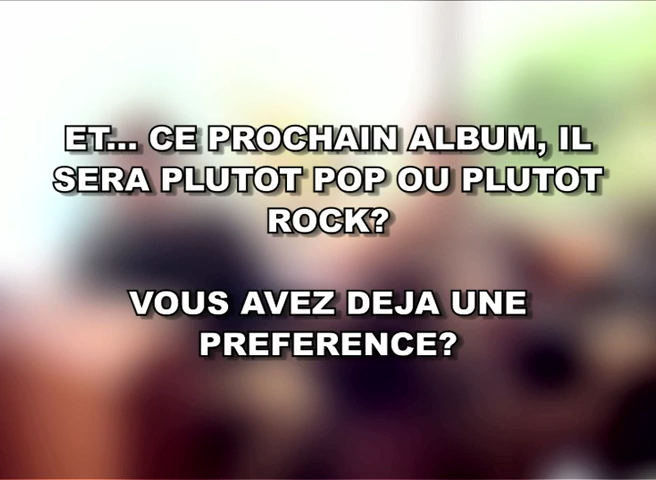 ET... CE PROCHAIN ALBUM, IL
SERA PLUTOT POP OU PLUTOT
ROCK?
VOUS AVEZ DEJA UNE
PREFERENCE?